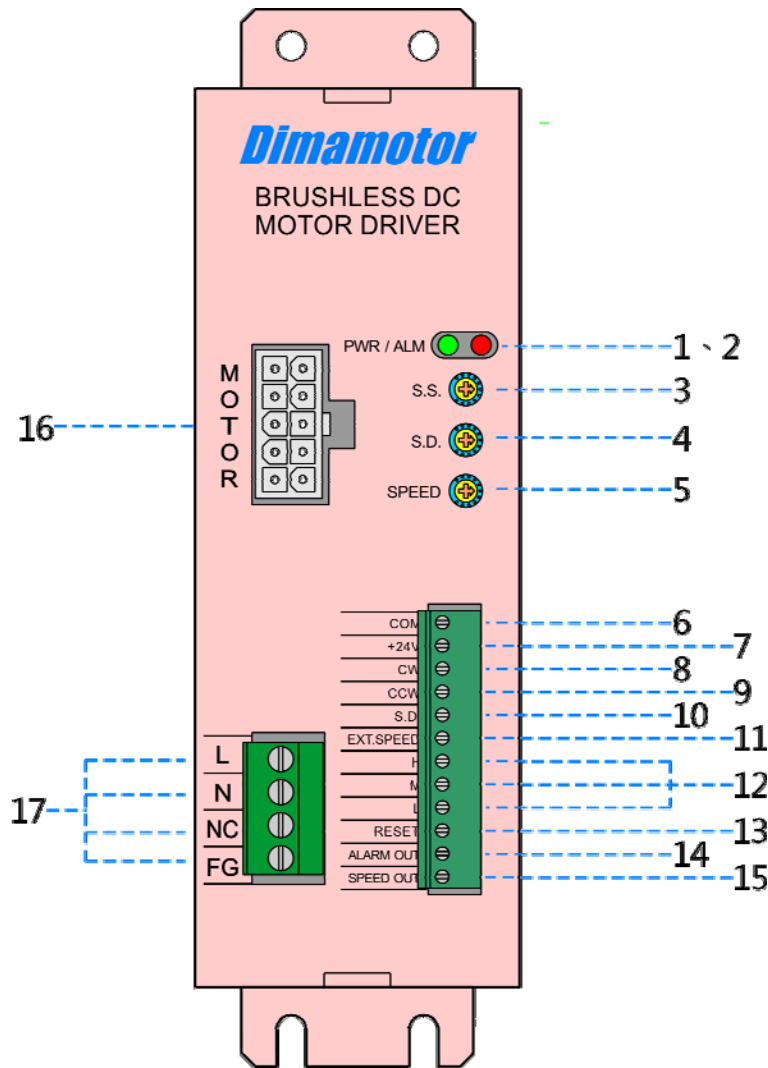 Dimamotor
BRUSHLESS DC
MOTOR DRIVER
PWR / ALM
1、2
S.S.
3
S.D.
4
SPEED
5
MOTOR
16
COM
6
+24V
7
CW
8
CCW
9
S.D
10
EXT.SPEED
11
H
M
12
L
RESET
13
ALARM OUT
14
SPEED OUT
15
17
L
N
NC
FG